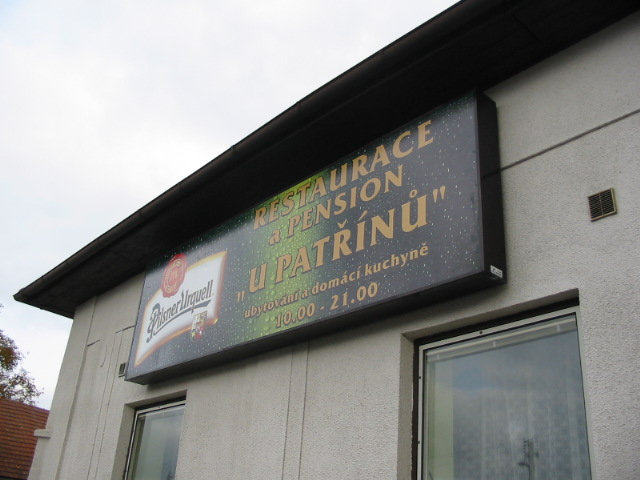 RESTAURACE
a PENSION
"U PATŘÍNŮ"
ubytování a domácí kuchyně
10.00 - 21.00
Pilsner Urquell